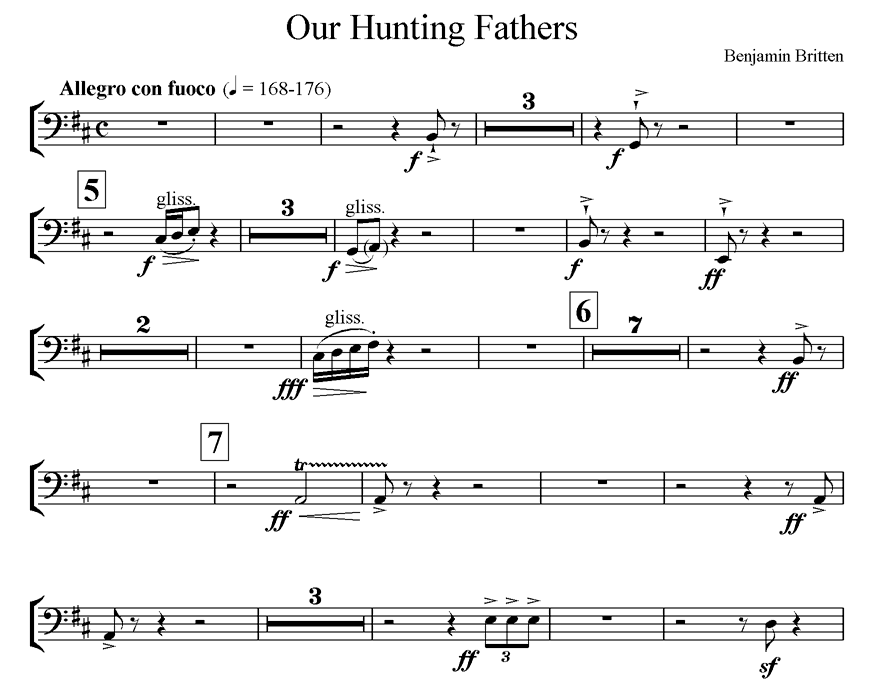 Our Hunting Fathers
Benjamin Britten
Allegro con fuoco (♩ = 168-176)
3
f f
5
gliss. 3 gliss.
f f f ff
6
2 gliss. 7
fff ff
7
tr
ff ff
3
3
ff sf